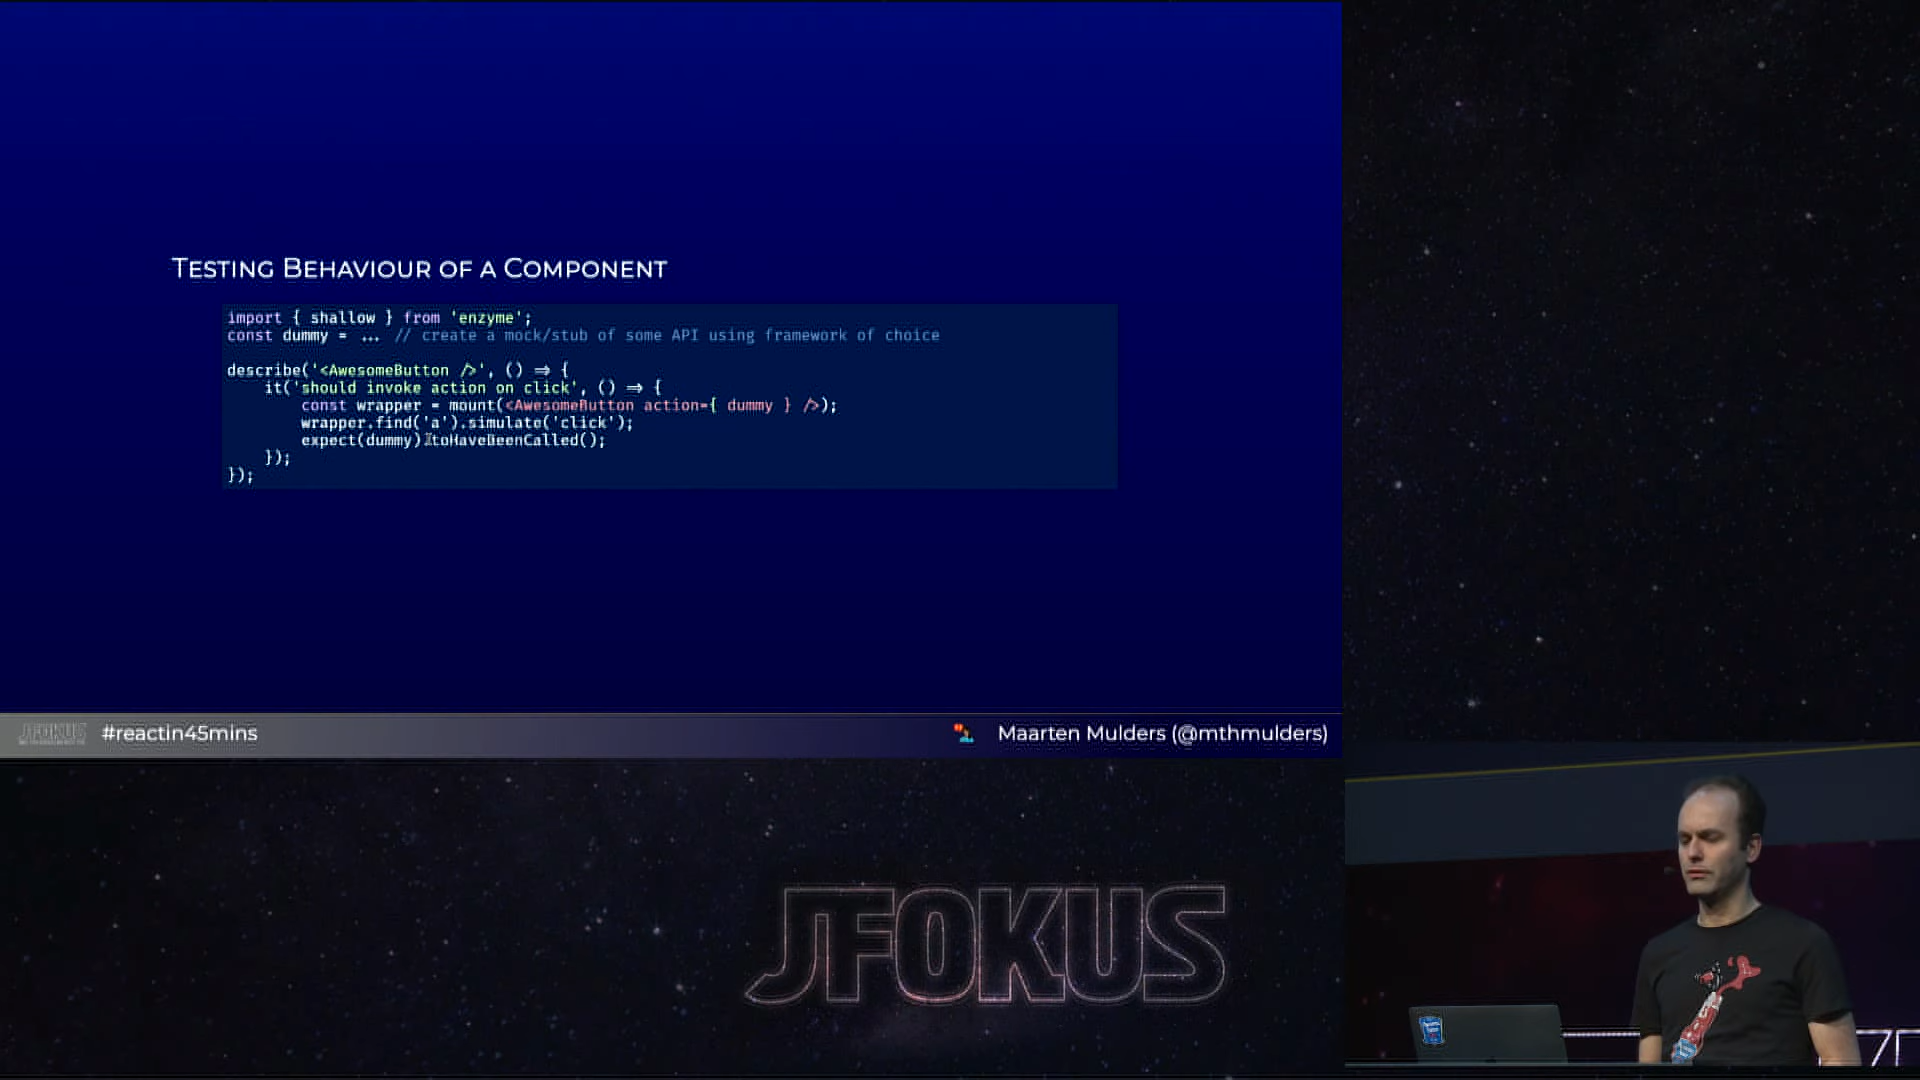 TESTING BEHAVIOUR OF A COMPONENT
import { shallow } from 'enzyme';
const dummy = … // create a mock/stub of some API using framework of choice
describe('<AwesomeButton />', () ⇒ {
it('should invoke action on click', () ⇒ {
const wrapper = mount(<AwesomeButton action={ dummy } />);
wrapper.find('a').simulate('click');
expect(dummy).toHaveBeenCalled();
});
});
JFOKUS #reactin45mins
Maarten Mulders (@mthmulders)
JFOKUS